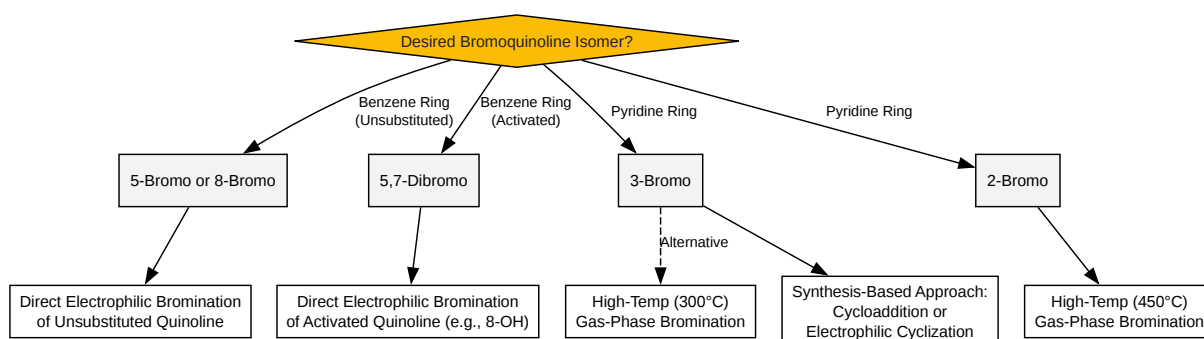 Desired Bromoquinoline Isomer?
Benzene Ring
(Unsubstituted)
Benzene Ring
(Activated)
Pyridine Ring
Pyridine Ring
5-Bromo or 8-Bromo
5,7-Dibromo
3-Bromo
2-Bromo
Alternative
Direct Electrophilic Bromination
of Unsubstituted Quinoline
Direct Electrophilic Bromination
of Activated Quinoline (e.g., 8-OH)
High-Temp (300°C)
Gas-Phase Bromination
Synthesis-Based Approach:
Cycloaddition or
Electrophilic Cyclization
High-Temp (450°C)
Gas-Phase Bromination